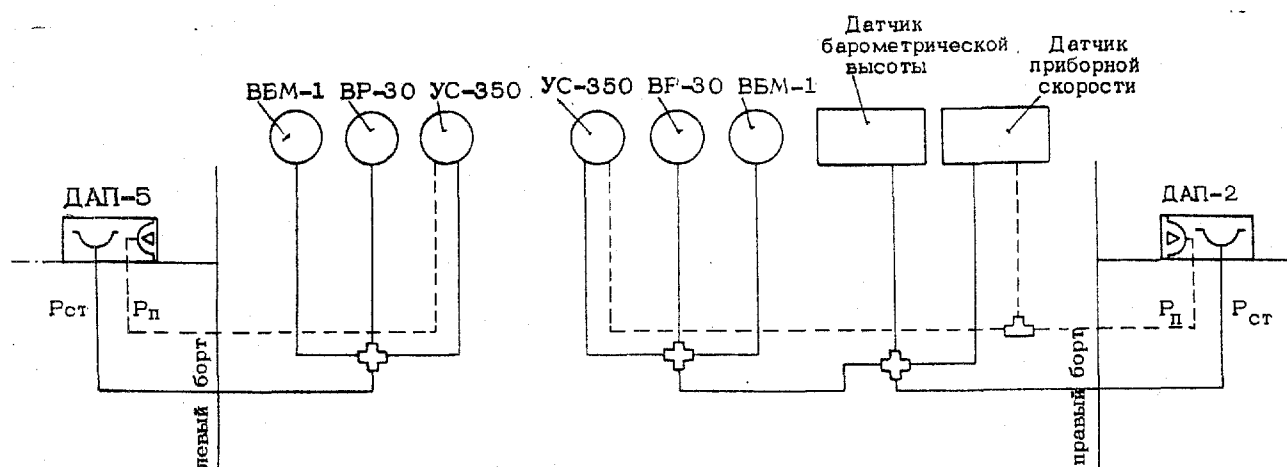 Датчик
барометрической
высоты
Датчик
приборной
скорости
ВБМ-1 ВР-30 УС-350
УС-350 ВР-30 ВБМ-1
ДАП-5
ДАП-2
Рст
Рп
Рп
Рст
левый борт
правый борт